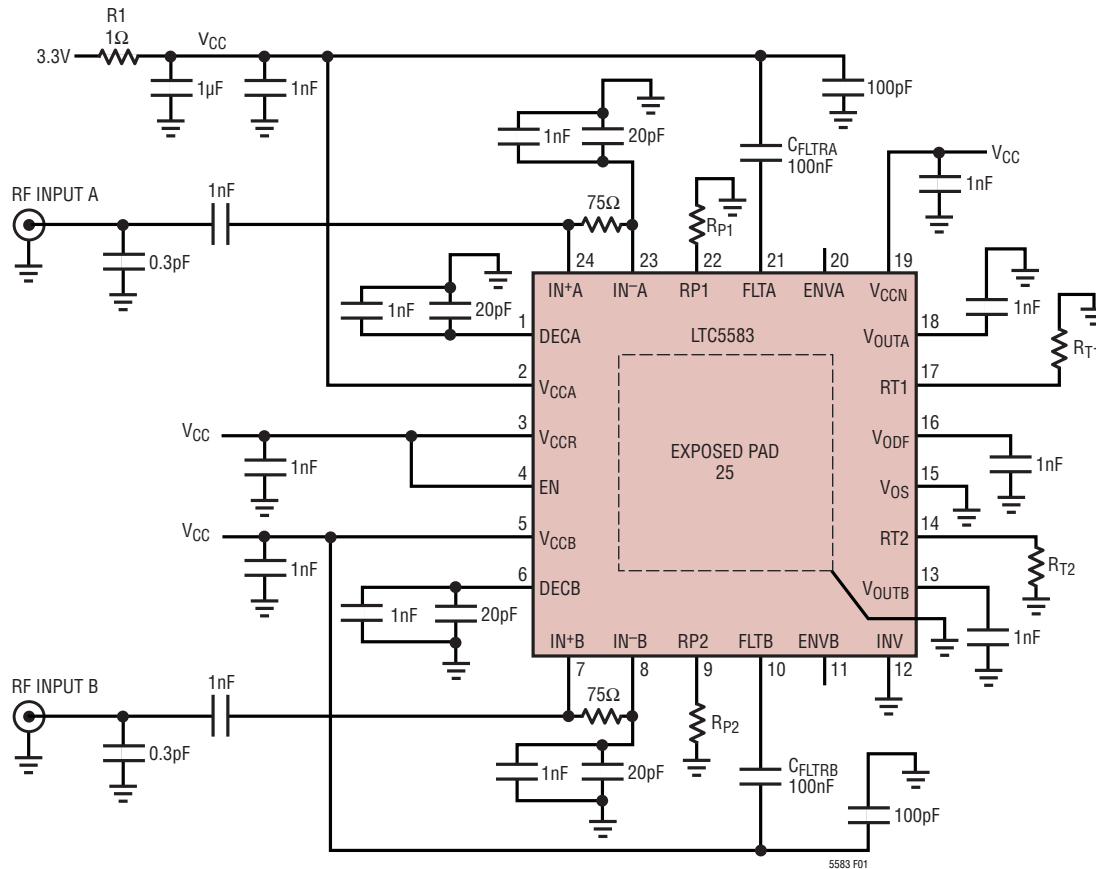 R1
1Ω
3.3V
VCC
1µF
1nF
100pF
1nF
20pF
CFLTRA
100nF
VCC
1nF
RF INPUT A
1nF
0.3pF
75Ω
RP1
24
23
22
21
20
19
IN+A
IN–A
RP1
FLTA
ENVA
VCCN
1nF
20pF
1
DECA
LTC5583
VOUTA
18
1nF
2
VCCA
RT1
17
VCC
3
VCCR
VODF
16
1nF
1nF
4
EN
EXPOSED PAD
25
VOS
15
VCC
5
VCCB
RT2
14
RT2
1nF
6
DECB
VOUTB
13
1nF
1nF
20pF
IN+B
IN–B
RP2
FLTB
ENVB
INV
7
8
9
10
11
12
RF INPUT B
1nF
0.3pF
75Ω
RP2
1nF
20pF
CFLTRB
100nF
100pF
5583 F01